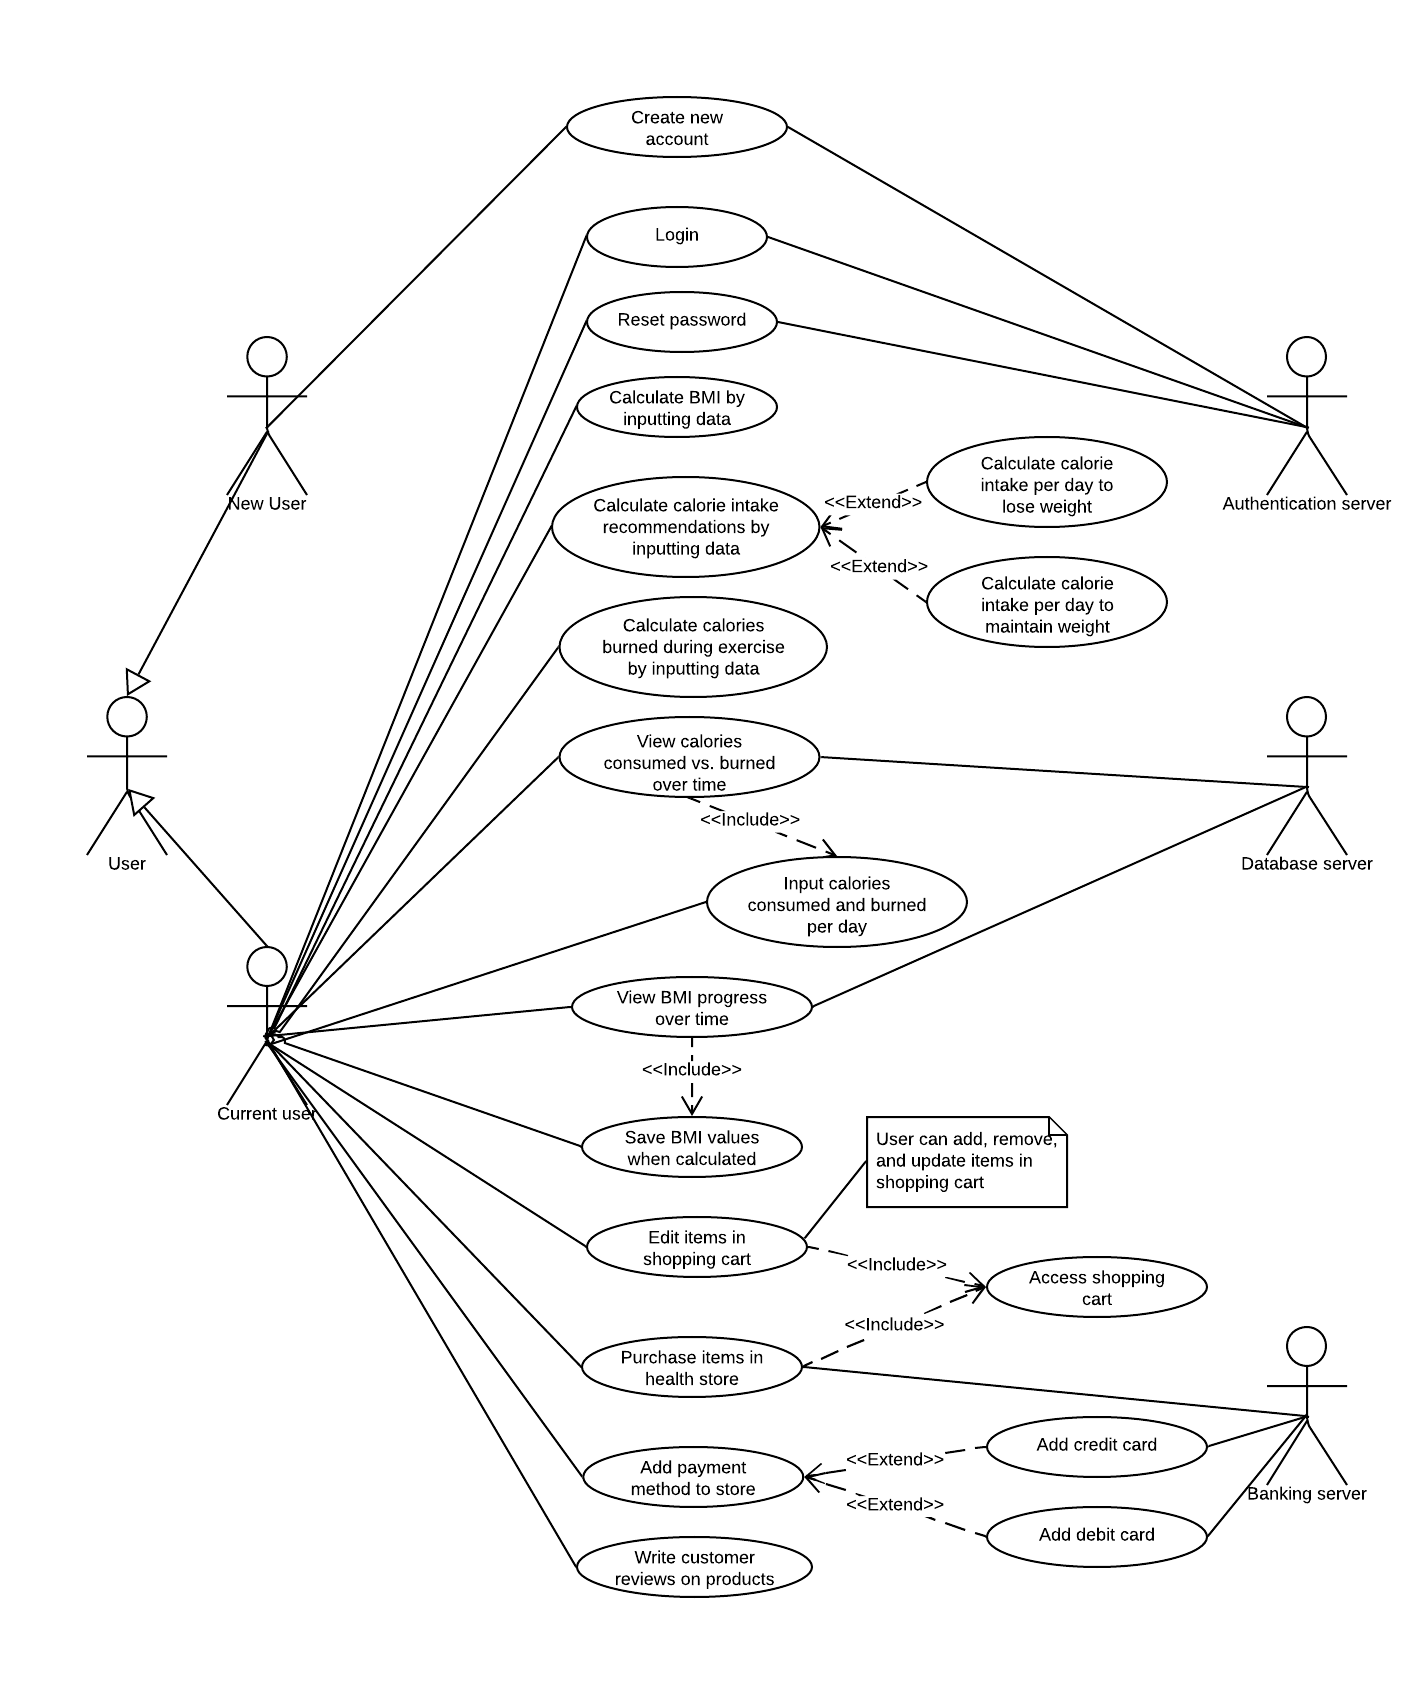 Create new
account
Login
Reset password
Calculate BMI by
inputting data
New User
Authentication server
Calculate calorie
intake per day to
lose weight
<<Extend>>
Calculate calorie intake
recommendations by
inputting data
<<Extend>>
Calculate calorie
intake per day to
maintain weight
Calculate calories
burned during exercise
by inputting data
View calories
consumed vs. burned
over time
<<Include>>
User
Database server
Input calories
consumed and burned
per day
View BMI progress
over time
<<Include>>
Current user
Save BMI values
when calculated
User can add, remove,
and update items in
shopping cart
Edit items in
shopping cart
<<Include>>
Access shopping
cart
<<Include>>
Purchase items in
health store
Add credit card
<<Extend>>
Add payment
method to store
Banking server
<<Extend>>
Add debit card
Write customer
reviews on products